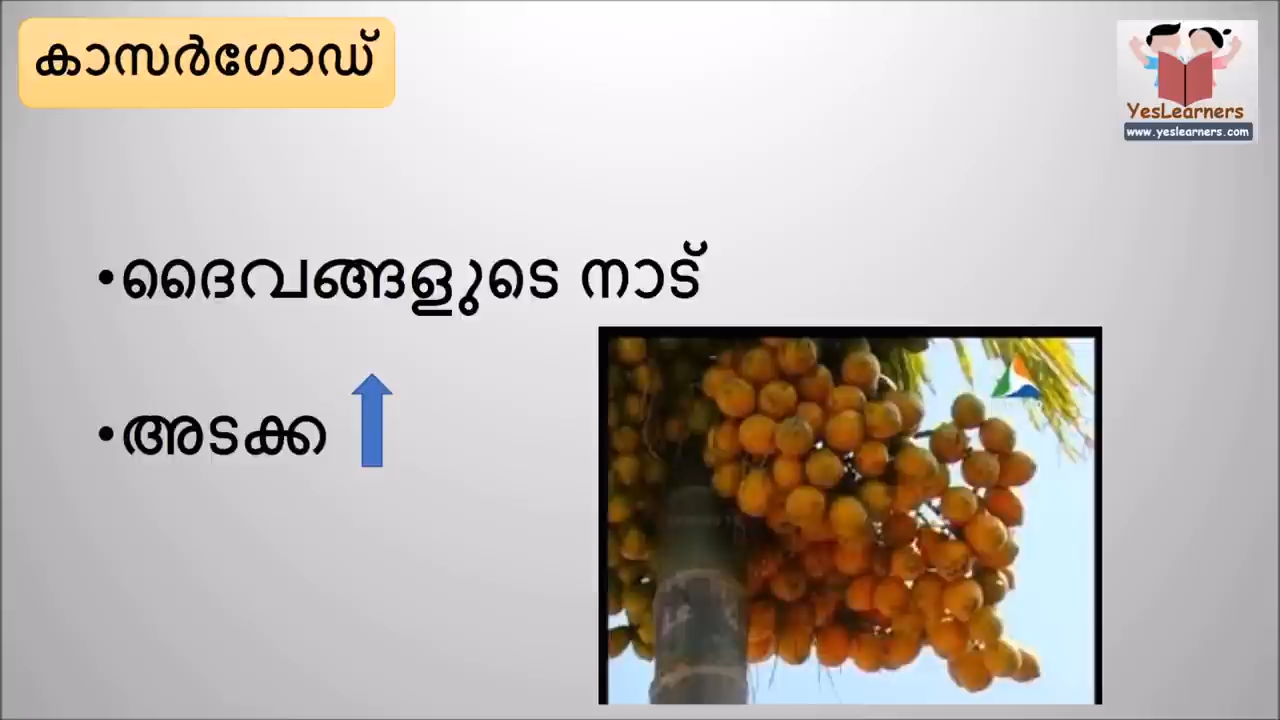 കാസർഗോഡ്
YesLearners
www.yeslearners.com
•ദൈവങ്ങളുടെ നാട്
•അടക്ക